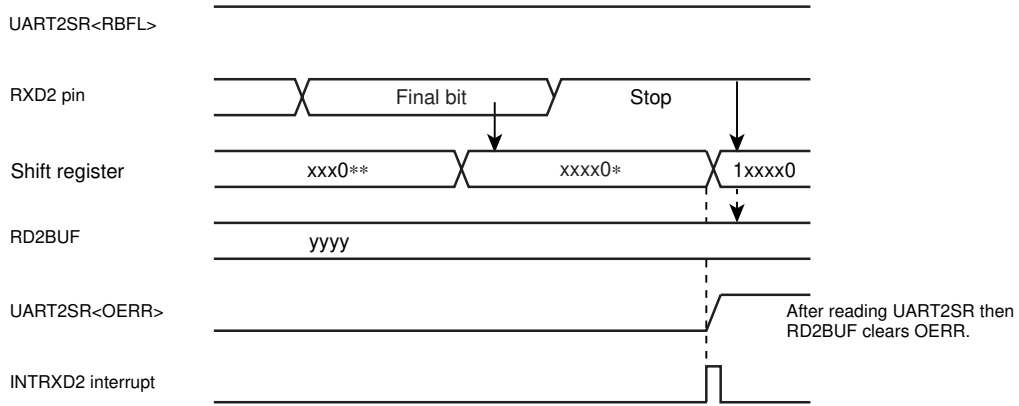 UART2SR<RBFL>
RXD2 pin
Final bit
Stop
Shift register
xxx0**
xxxx0*
1xxxx0
RD2BUF
yyyy
UART2SR<OERR>
After reading UART2SR then
RD2BUF clears OERR.
INTRXD2 interrupt